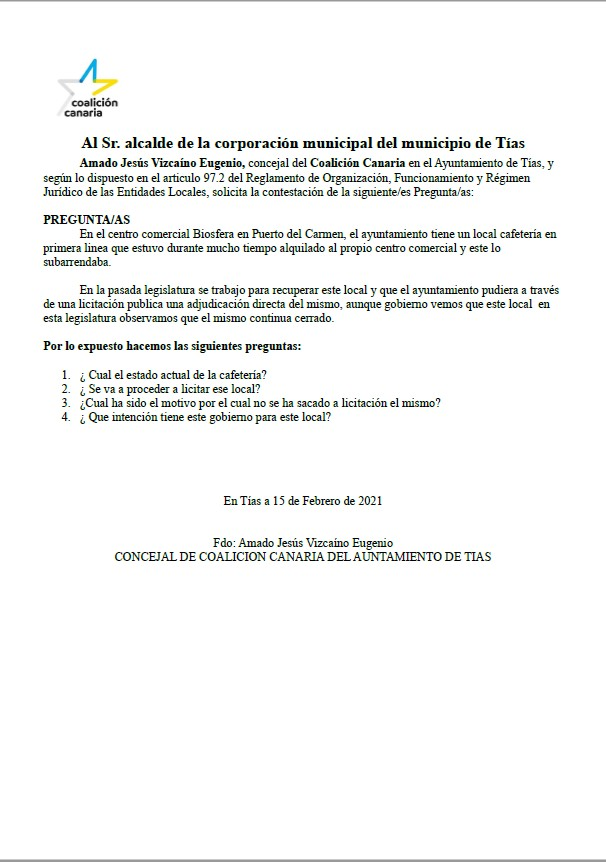 coalición
canaria
Al Sr. alcalde de la corporación municipal del municipio de Tías
Amado Jesús Vizcaíno Eugenio, concejal del Coalición Canaria en el Ayuntamiento de Tías, y
según lo dispuesto en el articulo 97.2 del Reglamento de Organización, Funcionamiento y Régimen
Jurídico de las Entidades Locales, solicita la contestación de la siguiente/es Pregunta/as:
PREGUNTA/AS
En el centro comercial Biosfera en Puerto del Carmen, el ayuntamiento tiene un local cafetería en
primera linea que estuvo durante mucho tiempo alquilado al propio centro comercial y este lo
subarrendaba.
En la pasada legislatura se trabajo para recuperar este local y que el ayuntamiento pudiera a través
de una licitación publica una adjudicación directa del mismo, aunque gobierno vemos que este local en
esta legislatura observamos que el mismo continua cerrado.
Por lo expuesto hacemos las siguientes preguntas:
1. ¿ Cual el estado actual de la cafetería?
2. ¿ Se va a proceder a licitar ese local?
3. ¿Cual ha sido el motivo por el cual no se ha sacado a licitación el mismo?
4. ¿ Que intención tiene este gobierno para este local?
En Tías a 15 de Febrero de 2021
Fdo: Amado Jesús Vizcaíno Eugenio
CONCEJAL DE COALICION CANARIA DEL AUNTAMIENTO DE TIAS